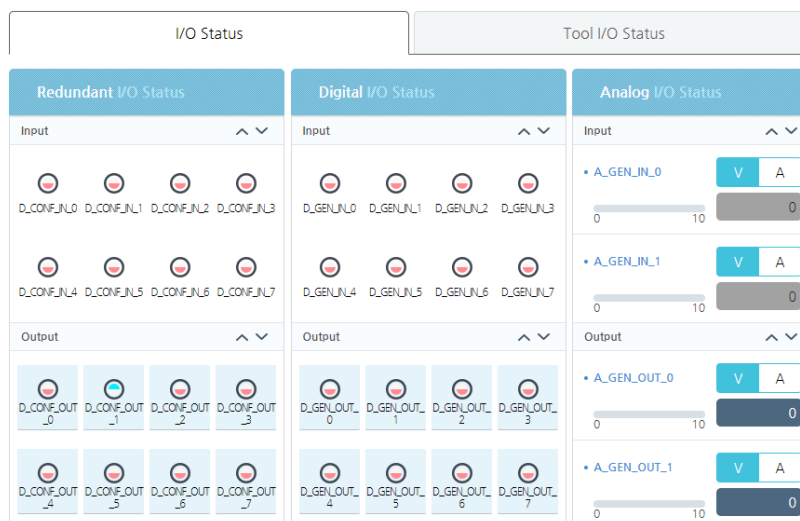 I/O Status
Tool I/O Status
Redundant I/O Status
Input
D_CONF_IN_0 D_CONF_IN_1 D_CONF_IN_2 D_CONF_IN_3
D_CONF_IN_4 D_CONF_IN_5 D_CONF_IN_6 D_CONF_IN_7
Output
D_CONF_OUT D_CONF_OUT D_CONF_OUT D_CONF_OUT
_0 _1 _2 _3
D_CONF_OUT D_CONF_OUT D_CONF_OUT D_CONF_OUT
_4 _5 _6 _7
Digital I/O Status
Input
D_GEN_IN_0 D_GEN_IN_1 D_GEN_IN_2 D_GEN_IN_3
D_GEN_IN_4 D_GEN_IN_5 D_GEN_IN_6 D_GEN_IN_7
Output
D_GEN_OUT_ D_GEN_OUT_ D_GEN_OUT_ D_GEN_OUT_
0 1 2 3
D_GEN_OUT_ D_GEN_OUT_ D_GEN_OUT_ D_GEN_OUT_
4 5 6 7
Analog I/O Status
Input
• A_GEN_IN_0 V A
0 10 0
• A_GEN_IN_1 V A
0 10 0
Output
• A_GEN_OUT_0 V A
0 10 0
• A_GEN_OUT_1 V A
0 10 0